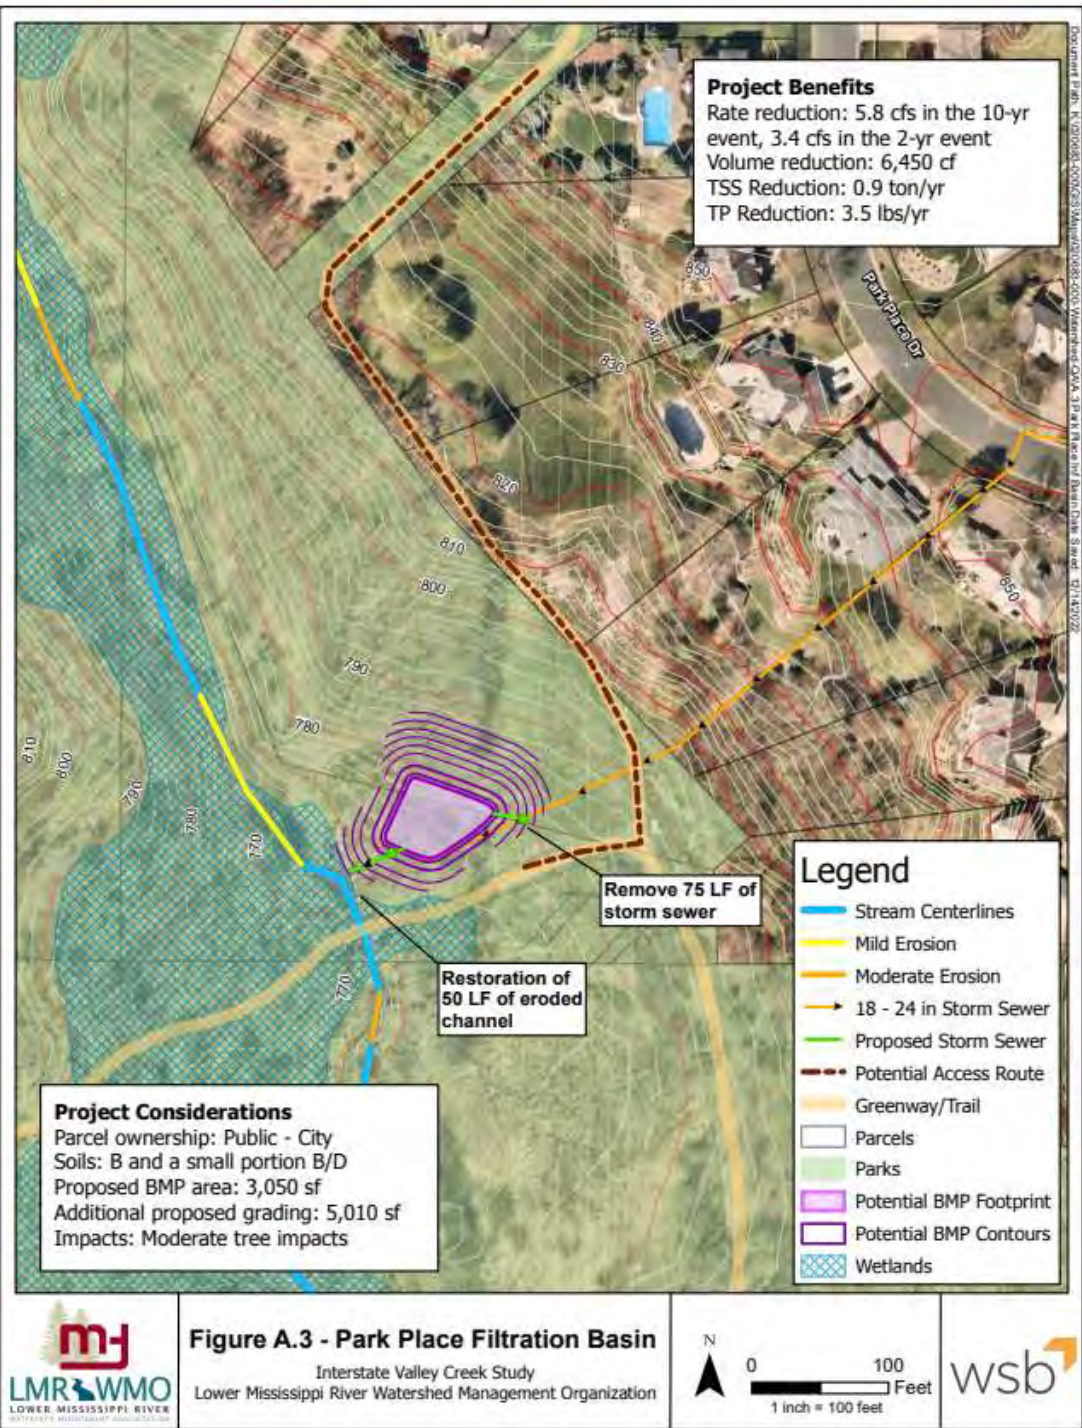 Project Benefits
Rate reduction: 5.8 cfs in the 10-yr
event, 3.4 cfs in the 2-yr event
Volume reduction: 6,450 cf
TSS Reduction: 0.9 ton/yr
TP Reduction: 3.5 lbs/yr
850
Park Place Dr
840
830
820
810
800
850
790
780
810
800
790
780
770
Remove 75 LF of
storm sewer
Restoration of
50 LF of eroded
channel
770
Legend
Stream Centerlines
Mild Erosion
Moderate Erosion
18 - 24 in Storm Sewer
Proposed Storm Sewer
Potential Access Route
Greenway/Trail
Parcels
Parks
Potential BMP Footprint
Potential BMP Contours
Wetlands
Project Considerations
Parcel ownership: Public - City
Soils: B and a small portion B/D
Proposed BMP area: 3,050 sf
Additional proposed grading: 5,010 sf
Impacts: Moderate tree impacts
LMR WMO
LOWER MISSISSIPPI RIVER
WATERSHED MANAGEMENT ORGANIZATION
Figure A.3 - Park Place Filtration Basin
Interstate Valley Creek Study
Lower Mississippi River Watershed Management Organization
N
0 100
Feet
1 inch = 100 feet
wsb